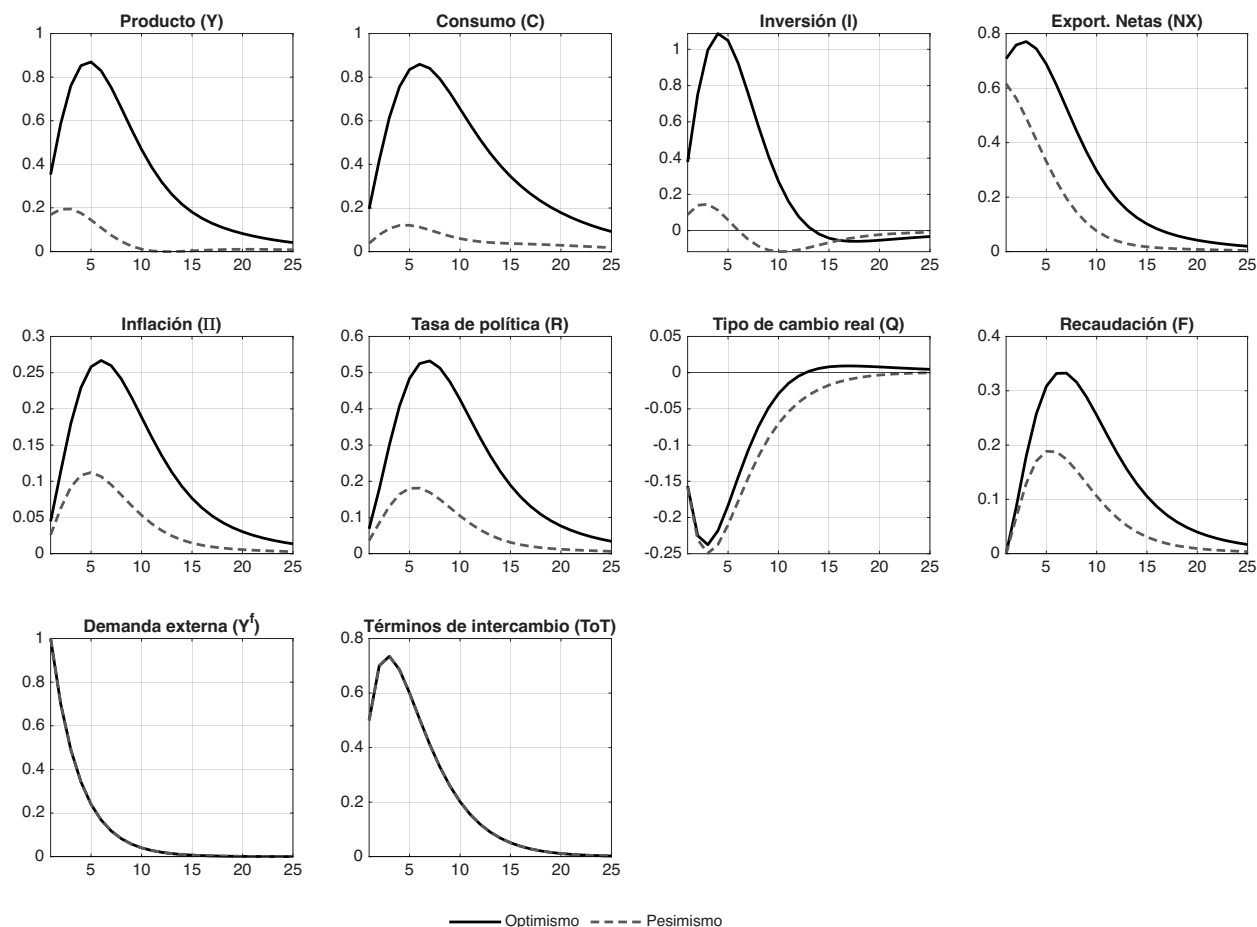 Producto (Y)
1
0.8
0.6
0.4
0.2
0
5 10 15 20 25
Consumo (C)
1
0.8
0.6
0.4
0.2
0
5 10 15 20 25
Inversión (I)
1
0.8
0.6
0.4
0.2
0
5 10 15 20 25
Export. Netas (NX)
0.8
0.6
0.4
0.2
0
5 10 15 20 25
Inflación (Π)
0.3
0.25
0.2
0.15
0.1
0.05
0
5 10 15 20 25
Tasa de política (R)
0.6
0.5
0.4
0.3
0.2
0.1
0
5 10 15 20 25
Tipo de cambio real (Q)
0.05
0
-0.05
-0.1
-0.15
-0.2
-0.25
5 10 15 20 25
Recaudación (F)
0.4
0.3
0.2
0.1
0
5 10 15 20 25
Demanda externa (Y^f)
1
0.8
0.6
0.4
0.2
0
5 10 15 20 25
Términos de intercambio (ToT)
0.8
0.6
0.4
0.2
0
5 10 15 20 25
Optimismo Pesimismo